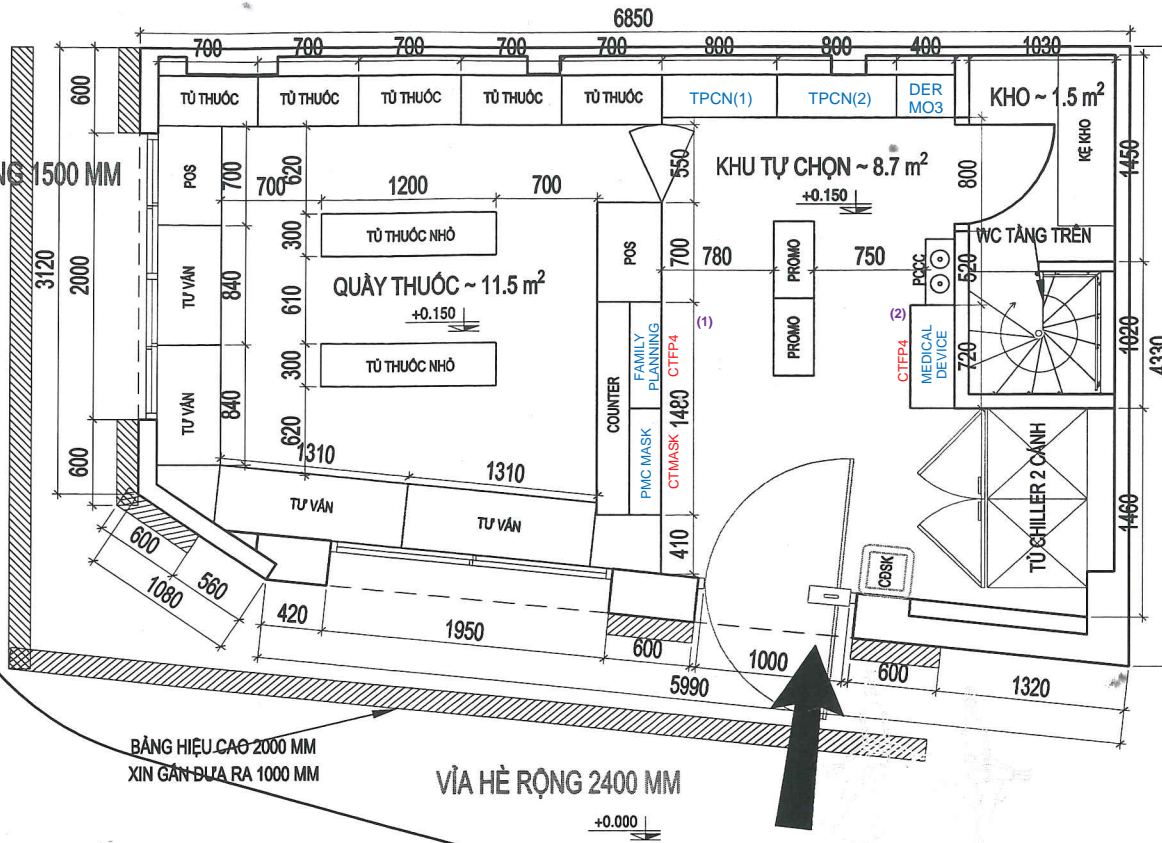 6850
700
700
700
700
700
800
800
400
1030
600
TỦ THUỐC
TỦ THUỐC
TỦ THUỐC
TỦ THUỐC
TỦ THUỐC
TPCN(1)
TPCN(2)
DER
MO3
KHO ~ 1.5 m²
KỆ KHO
1450
1500 MM
POS
700
700
620
1200
700
550
KHU TỰ CHỌN ~ 8.7 m²
+0.150
800
3120
2000
300
TỦ THUỐC NHỎ
POS
700
780
PROMO
750
PCCC
520
WC TẦNG TRÊN
TƯ VẤN
840
610
QUẦY THUỐC ~ 11.5 m²
+0.150
COUNTER
FAMILY
PLANNING
CTFP4
(1)
PROMO
(2)
CTFP4
MEDICAL
DEVICE
720
1020
4330
TƯ VẤN
840
300
TỦ THUỐC NHỎ
620
1480
PMC MASK
CTMASK
600
1310
1310
TƯ VẤN
TƯ VẤN
410
TỦ CHILLER 2 CÁNH
1460
CĐSK
600
560
1080
420
1950
600
1000
600
1320
5990
BẢNG HIỆU CAO 2000 MM
XIN GẮN ĐƯA RA 1000 MM
VỈA HÈ RỘNG 2400 MM
+0.000